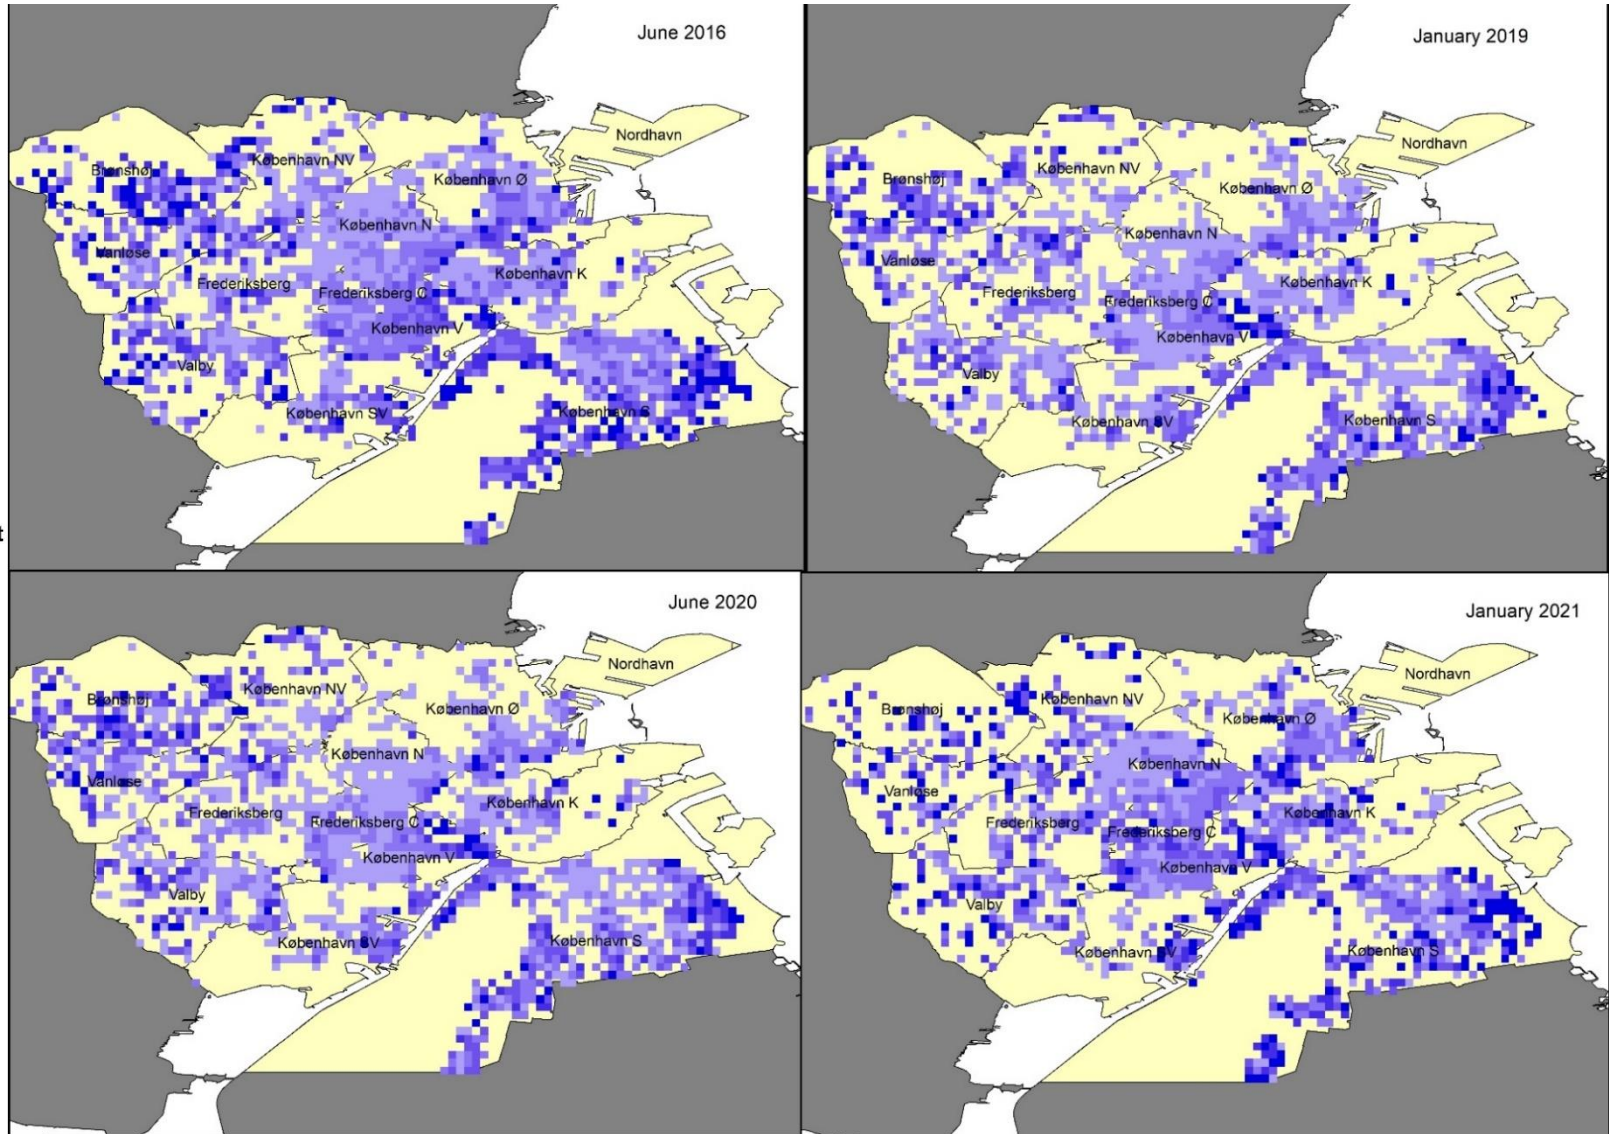 June 2016
Nordhavn
København NV
Brønshøj
København Ø
København N
Vanløse
København K
Frederiksberg
Frederiksberg C
København V
Valby
København SV
København S
January 2019
Nordhavn
København NV
Brønshøj
København Ø
København N
Vanløse
København K
Frederiksberg
Frederiksberg C
København V
Valby
København SV
København S
t
June 2020
Nordhavn
København NV
Brønshøj
København Ø
København N
Vanløse
København K
Frederiksberg
Frederiksberg C
København V
Valby
København SV
København S
January 2021
Nordhavn
København NV
Brønshøj
København Ø
København N
Vanløse
København K
Frederiksberg
Frederiksberg C
København V
Valby
København SV
København S